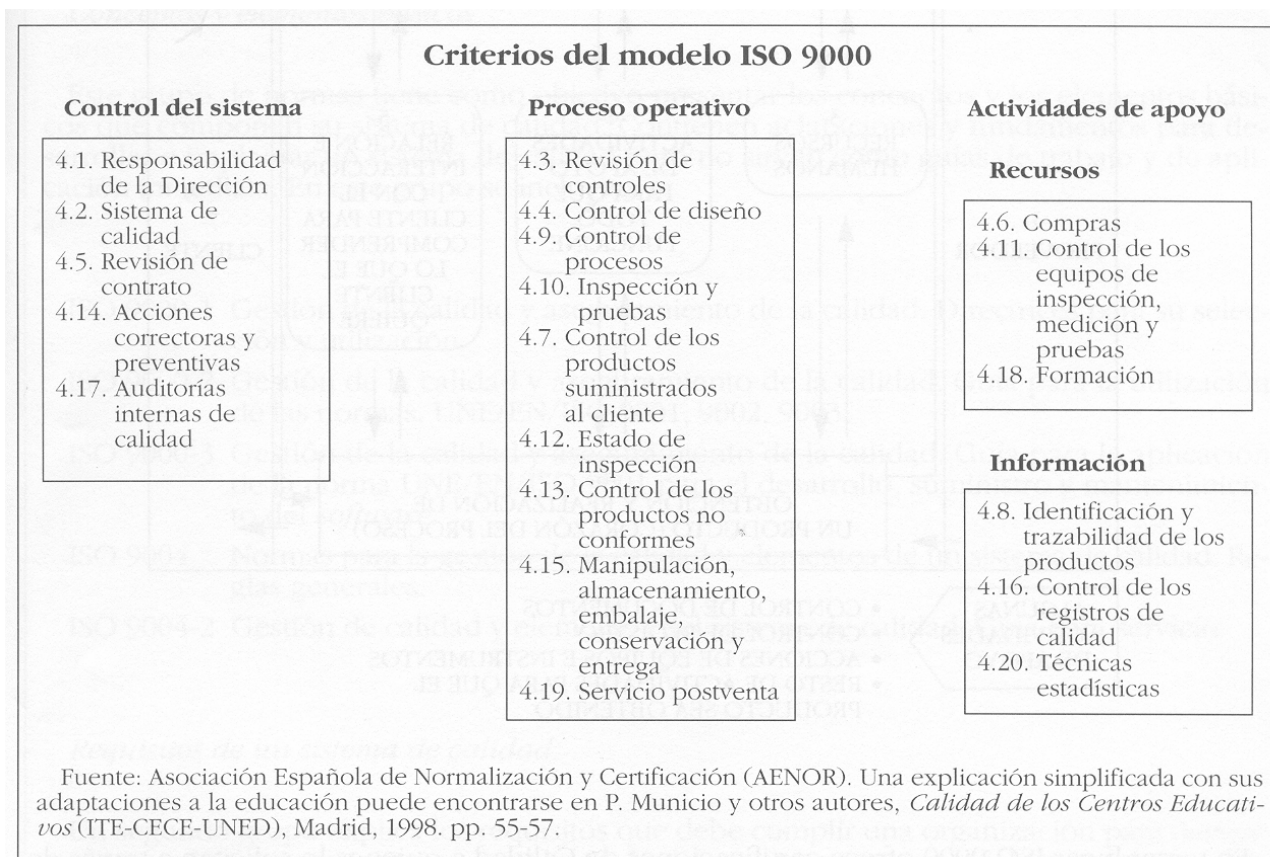 Criterios del modelo ISO 9000
Control del sistema
4.1. Responsabilidad
de la Dirección
4.2. Sistema de
calidad
4.5. Revisión de
contrato
4.14. Acciones
correctoras y
preventivas
4.17. Auditorías
internas de
calidad
Proceso operativo
4.3. Revisión de
controles
4.4. Control de diseño
4.9. Control de
procesos
4.10. Inspección y
pruebas
4.7. Control de los
productos
suministrados
al cliente
4.12. Estado de
inspección
4.13. Control de los
productos no
conformes
4.15. Manipulación,
almacenamiento,
embalaje,
conservación y
entrega
4.19. Servicio postventa
Actividades de apoyo
Recursos
4.6. Compras
4.11. Control de los
equipos de
inspección,
medición y
pruebas
4.18. Formación
Información
4.8. Identificación y
trazabilidad de los
productos
4.16. Control de los
registros de
calidad
4.20. Técnicas
estadísticas
Fuente: Asociación Española de Normalización y Certificación (AENOR). Una explicación simplificada con sus
adaptaciones a la educación puede encontrarse en P. Municio y otros autores, Calidad de los Centros Educati-
vos (ITE-CECE-UNED), Madrid, 1998. pp. 55-57.